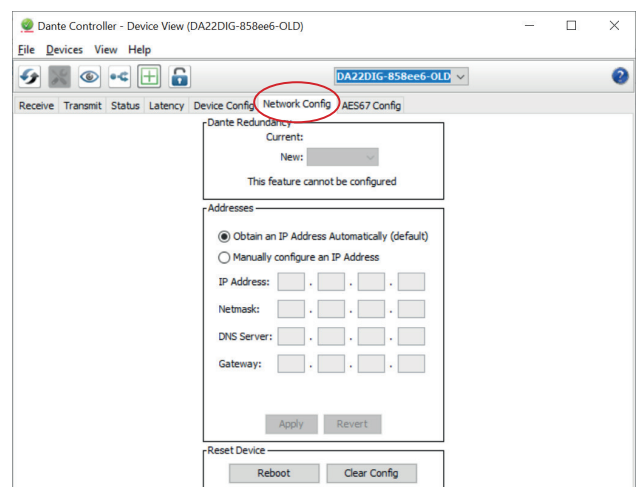 Dante Controller - Device View (DA22DIG-858ee6-OLD)
File Devices View Help
DA22DIG-858ee6-OLD
Receive Transmit Status Latency Device Config Network Config AES67 Config
Dante Redundancy
Current:
New:
This feature cannot be configured
Addresses
Obtain an IP Address Automatically (default)
Manually configure an IP Address
IP Address: . . .
Netmask: . . .
DNS Server: . . .
Gateway: . . .
Apply Revert
Reset Device
Reboot Clear Config